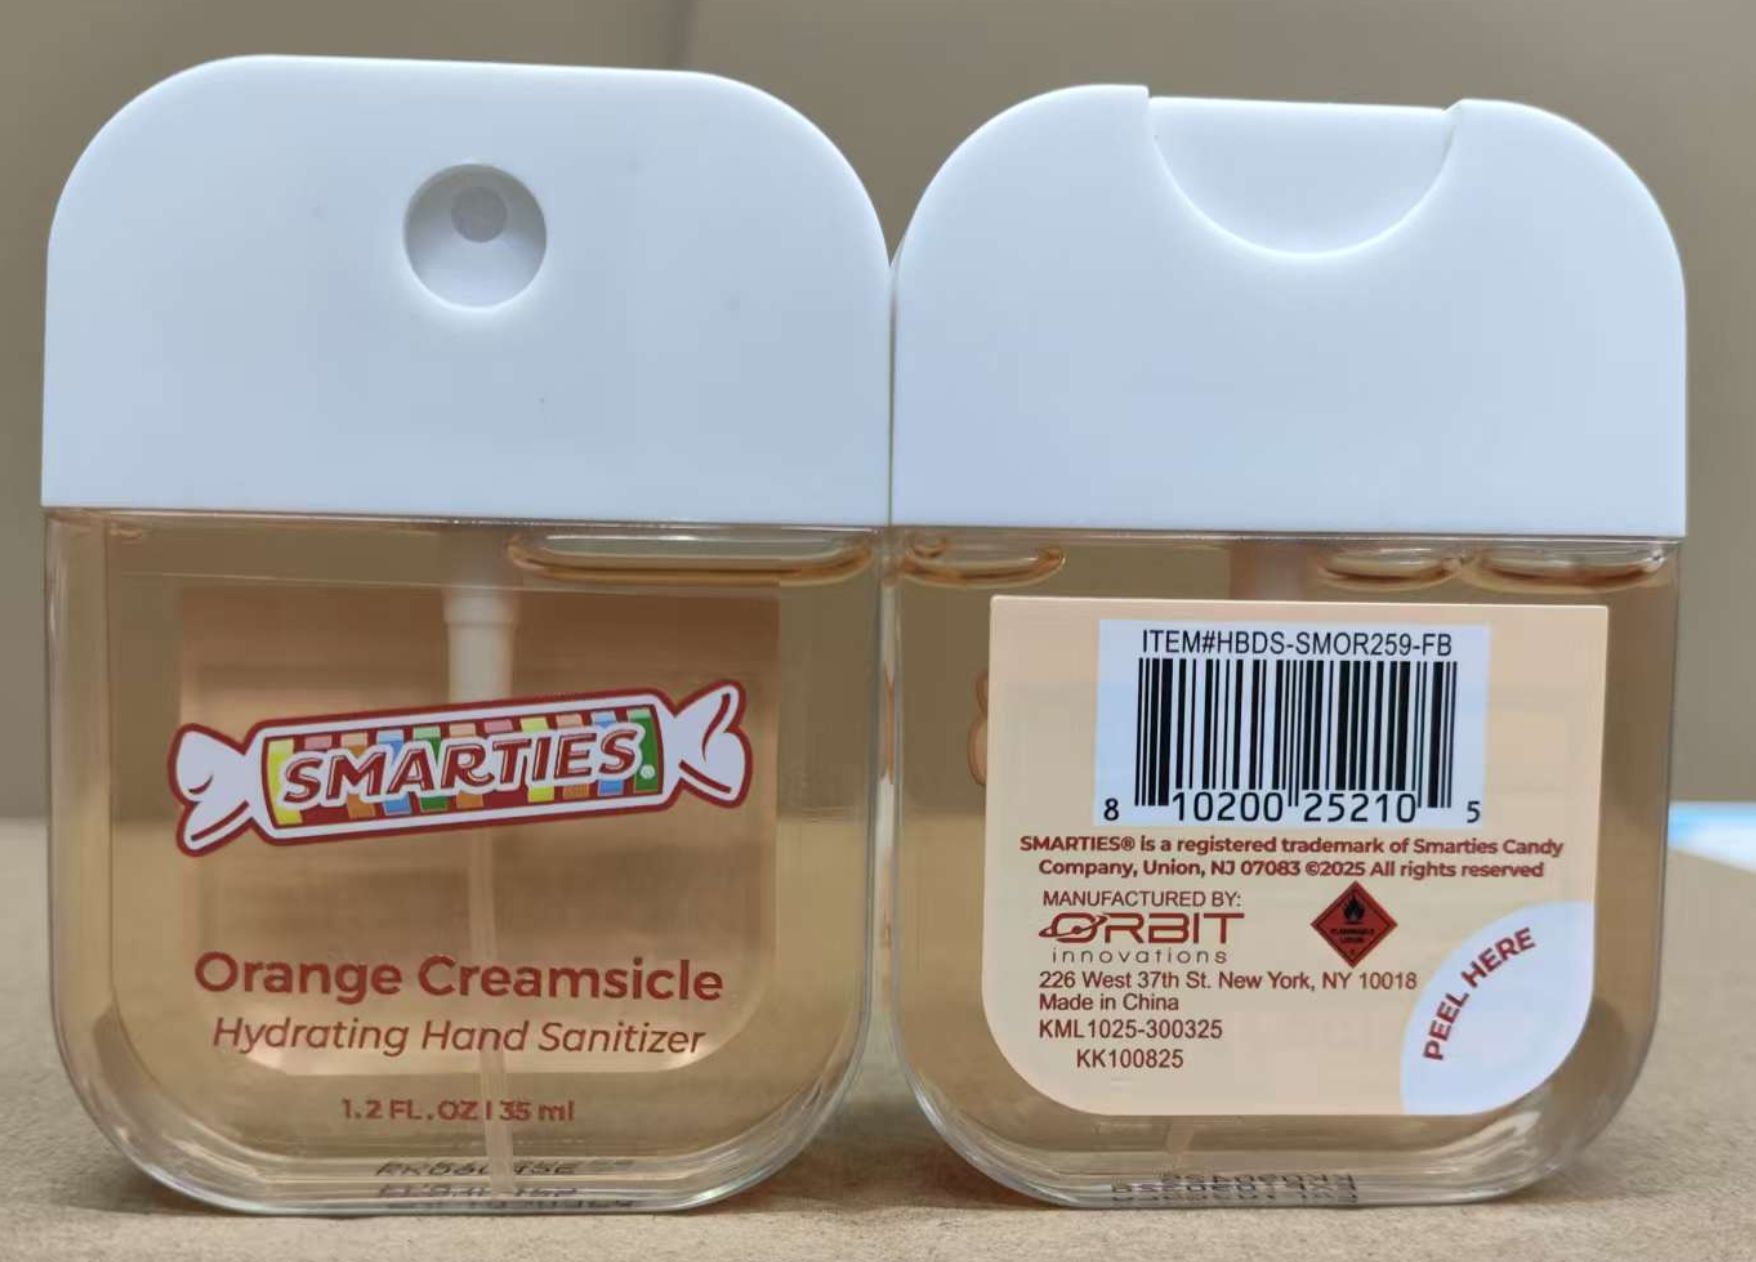 SMARTIES
Orange Creamsicle
Hydrating Hand Sanitizer
1.2 FL.OZ | 35 ml
ITEM#HBDS-SMOR259-FB
8 10200 25210 5
SMARTIES® is a registered trademark of Smarties Candy
Company, Union, NJ 07083 ©2025 All rights reserved
MANUFACTURED BY:
ORBIT
innovations
226 West 37th St. New York, NY 10018
Made in China
KML1025-300325
KK100825
PEEL HERE